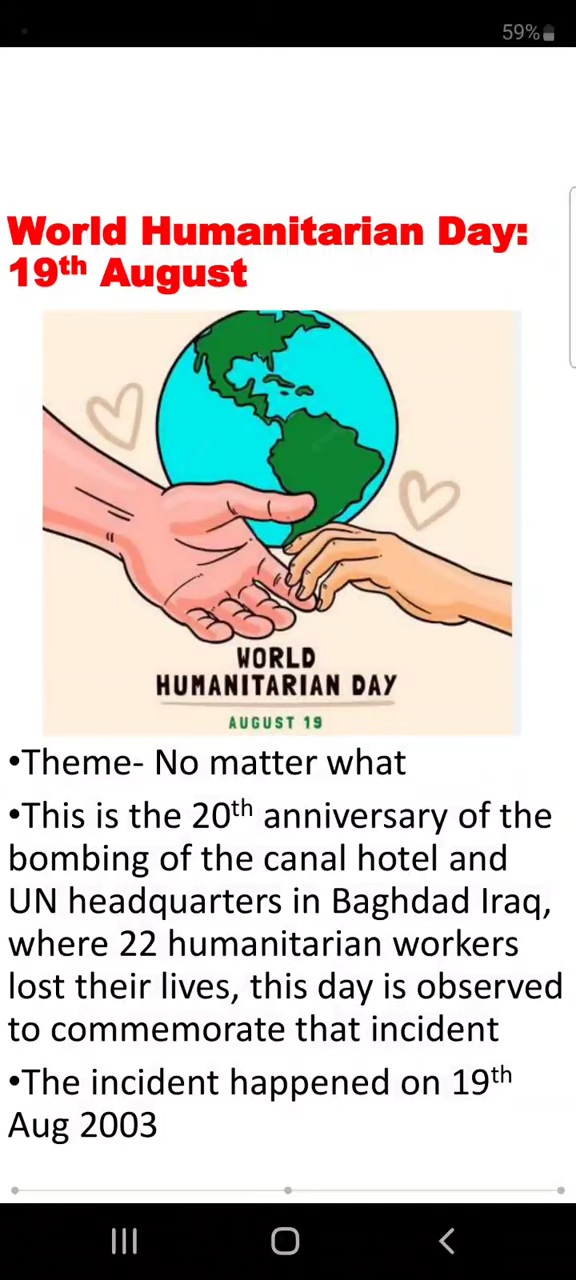 59%
World Humanitarian Day:
19th August
WORLD
HUMANITARIAN DAY
AUGUST 19
•Theme- No matter what
•This is the 20th anniversary of the
bombing of the canal hotel and
UN headquarters in Baghdad Iraq,
where 22 humanitarian workers
lost their lives, this day is observed
to commemorate that incident
•The incident happened on 19th
Aug 2003